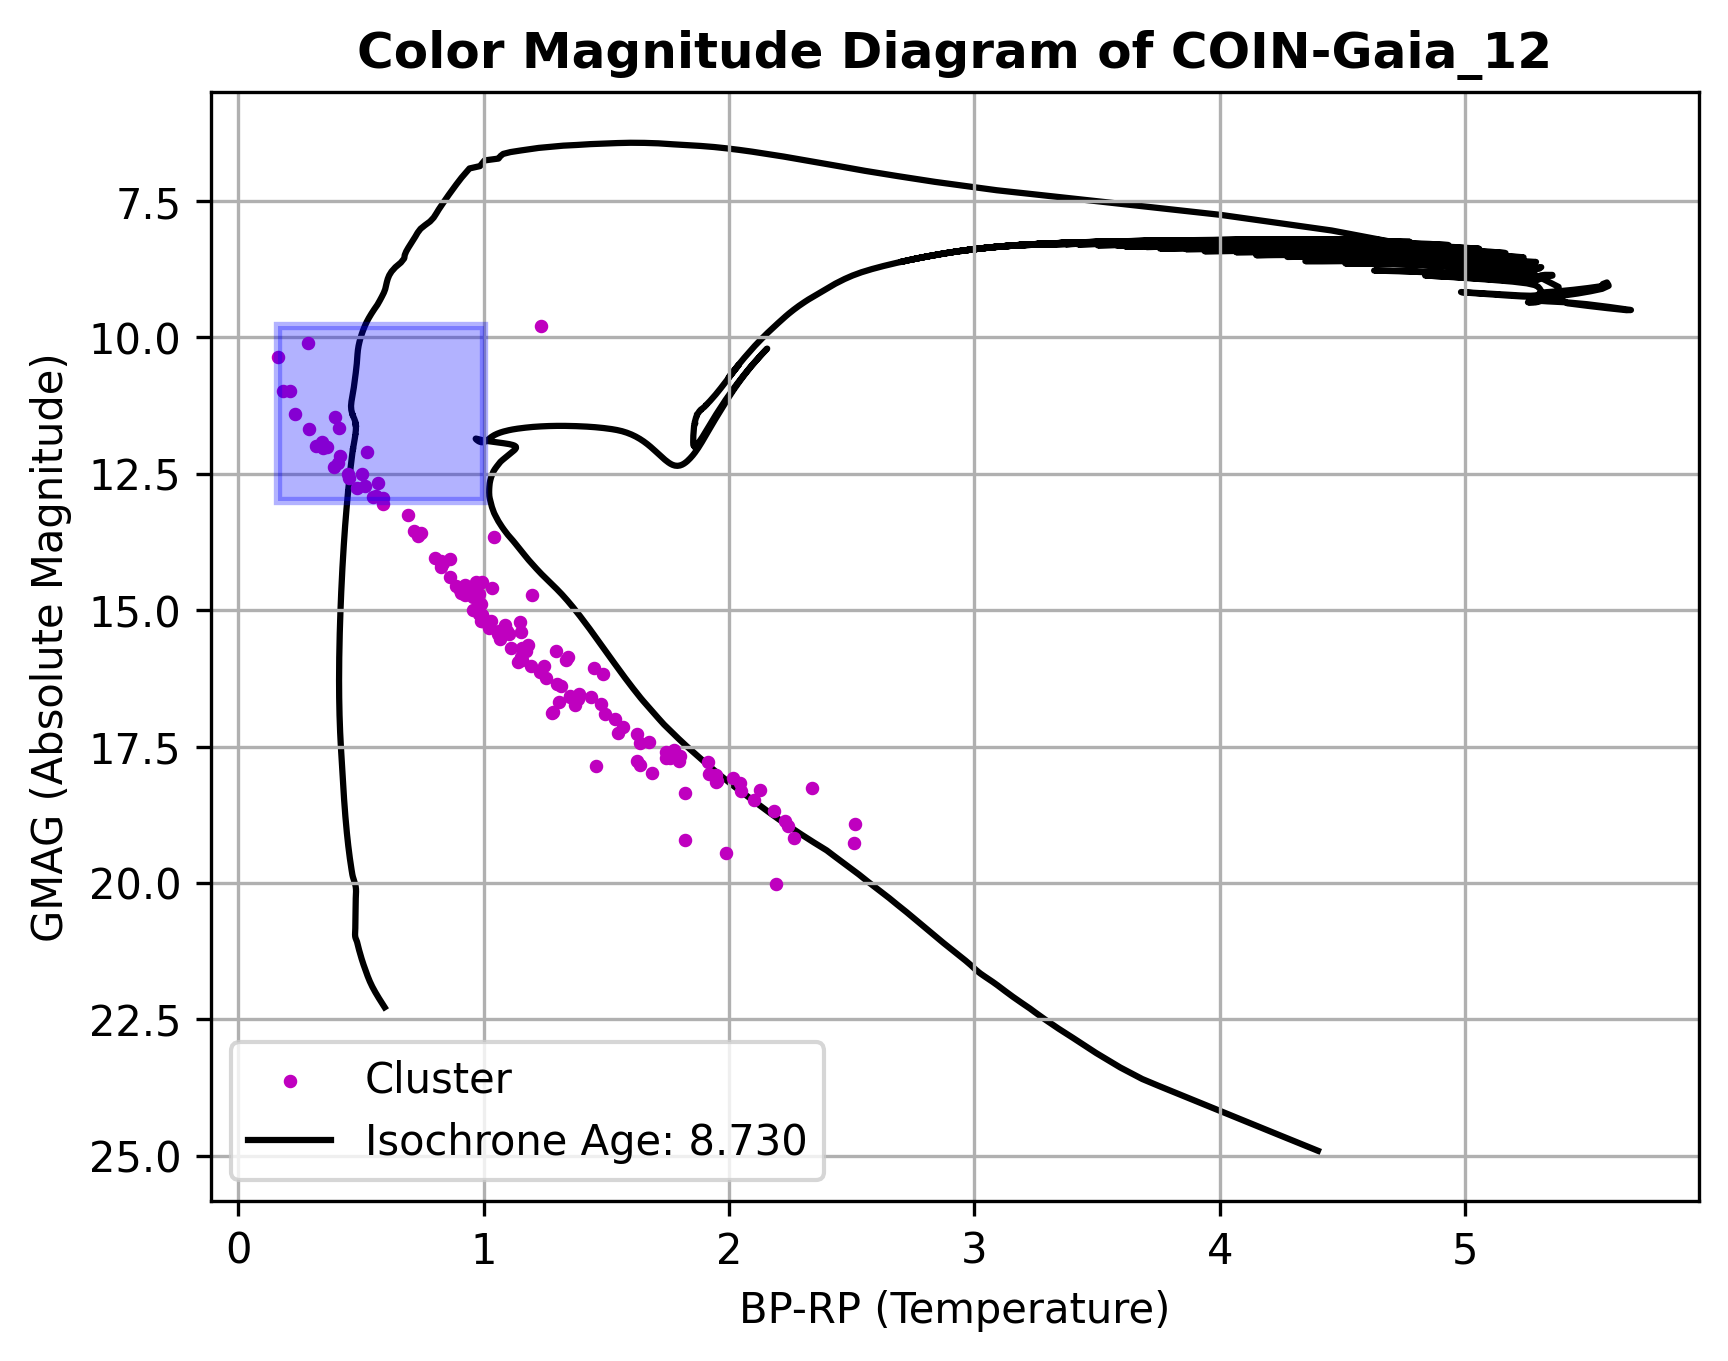 Color Magnitude Diagram of COIN-Gaia_12
GMAG (Absolute Magnitude)
7.5
10.0
12.5
15.0
17.5
20.0
22.5
25.0
Cluster
Isochrone Age: 8.730
0 1 2 3 4 5
BP-RP (Temperature)